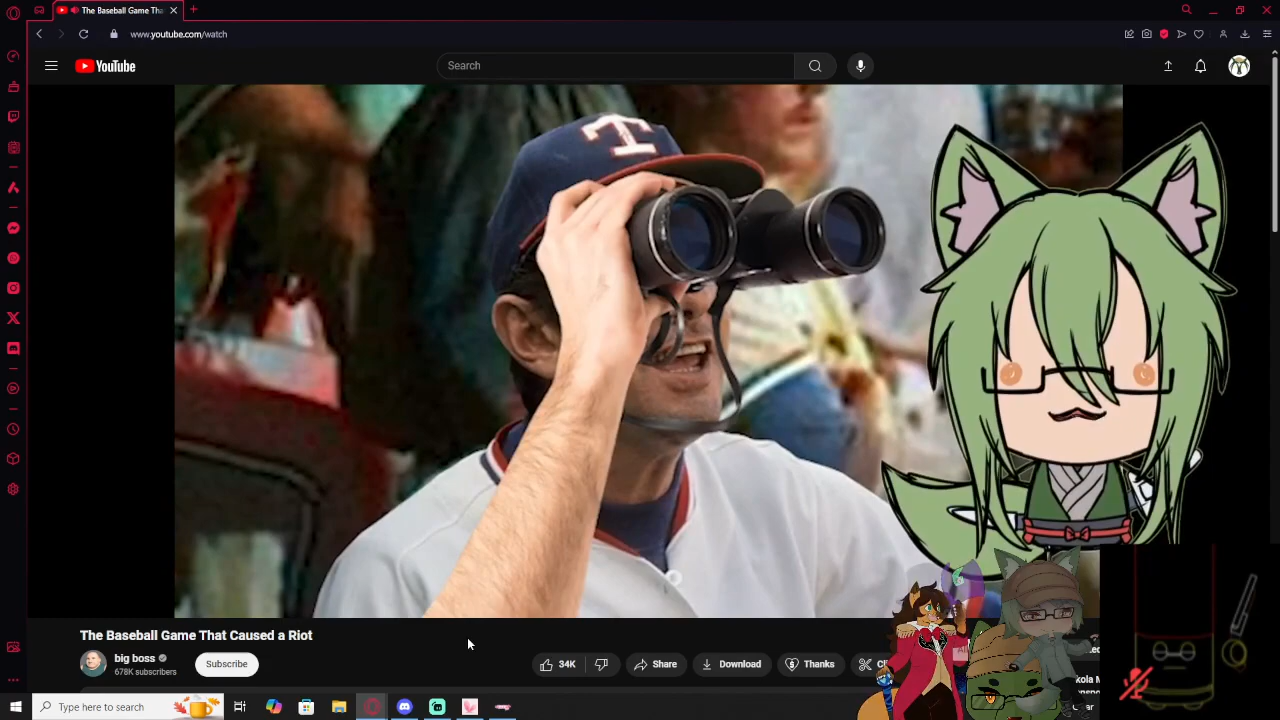 The Baseball Game Tha
www.youtube.com/watch
YouTube
Search
T
The Baseball Game That Caused a Riot
big boss
678K subscribers
Subscribe
34K
Share
Download
Thanks
Type here to search